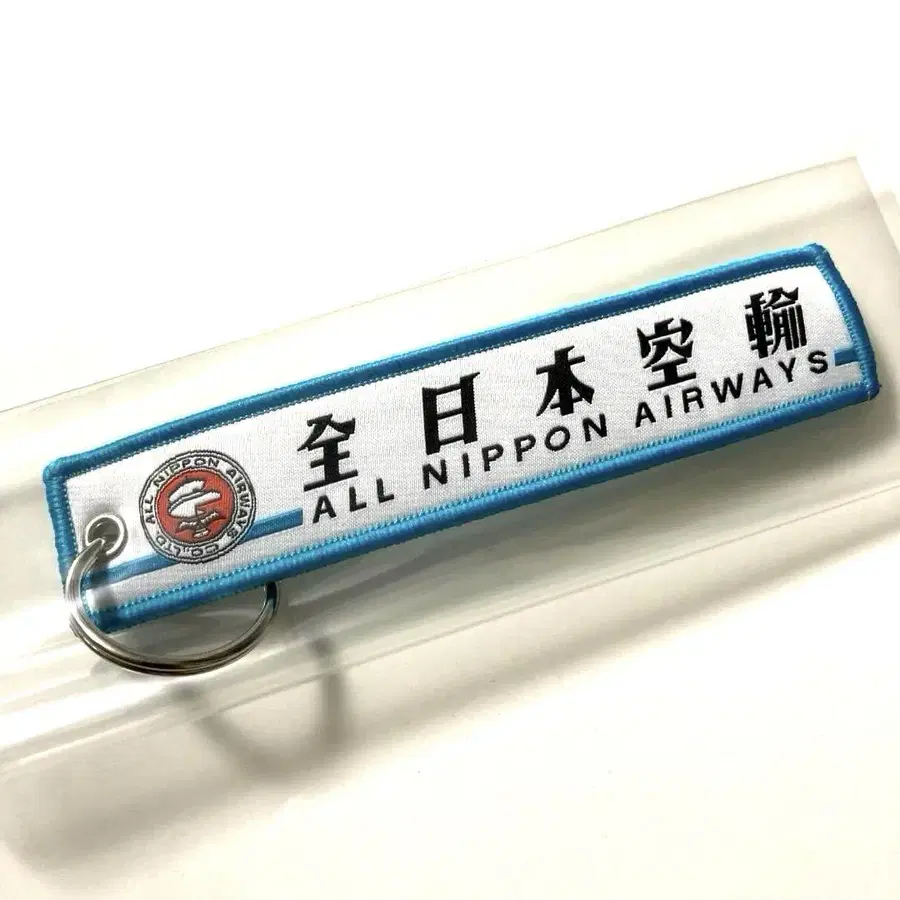 全日本空輸
ALL NIPPON AIRWAYS
ALL NIPPON AIRWAYS CO., LTD.